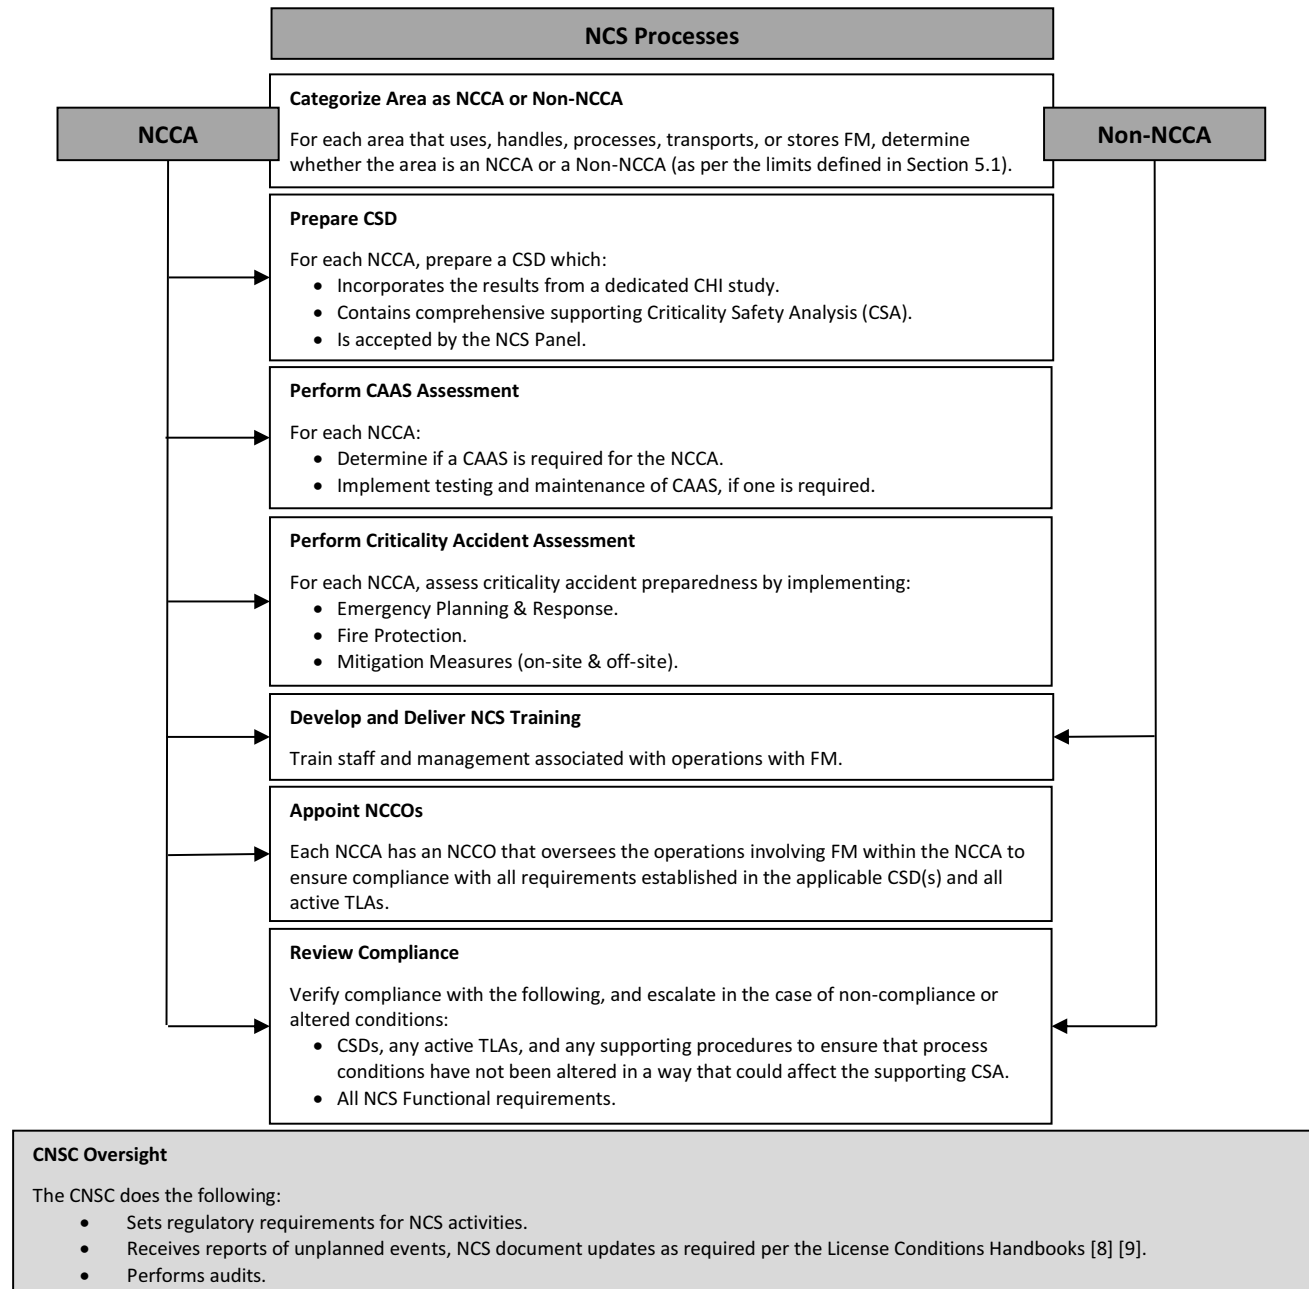 NCS Processes
Categorize Area as NCCA or Non-NCCA
NCCA
Non-NCCA
For each area that uses, handles, processes, transports, or stores FM, determine
whether the area is an NCCA or a Non-NCCA (as per the limits defined in Section 5.1).
Prepare CSD
For each NCCA, prepare a CSD which:
• Incorporates the results from a dedicated CHI study.
• Contains comprehensive supporting Criticality Safety Analysis (CSA).
• Is accepted by the NCS Panel.
Perform CAAS Assessment
For each NCCA:
• Determine if a CAAS is required for the NCCA.
• Implement testing and maintenance of CAAS, if one is required.
Perform Criticality Accident Assessment
For each NCCA, assess criticality accident preparedness by implementing:
• Emergency Planning & Response.
• Fire Protection.
• Mitigation Measures (on-site & off-site).
Develop and Deliver NCS Training
Train staff and management associated with operations with FM.
Appoint NCCOs
Each NCCA has an NCCO that oversees the operations involving FM within the NCCA to
ensure compliance with all requirements established in the applicable CSD(s) and all
active TLAs.
Review Compliance
Verify compliance with the following, and escalate in the case of non-compliance or
altered conditions:
• CSDs, any active TLAs, and any supporting procedures to ensure that process
conditions have not been altered in a way that could affect the supporting CSA.
• All NCS Functional requirements.
CNSC Oversight
The CNSC does the following:
• Sets regulatory requirements for NCS activities.
• Receives reports of unplanned events, NCS document updates as required per the License Conditions Handbooks [8] [9].
• Performs audits.